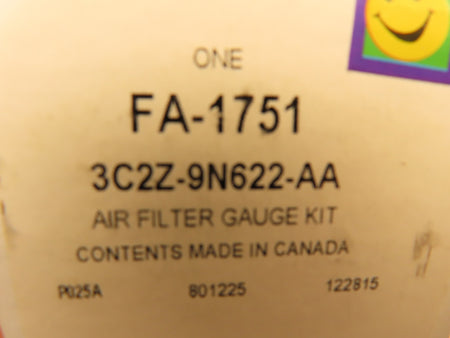 ONE
FA-1751
3C2Z-9N622-AA
AIR FILTER GAUGE KIT
CONTENTS MADE IN CANADA
P025A 801225 122815